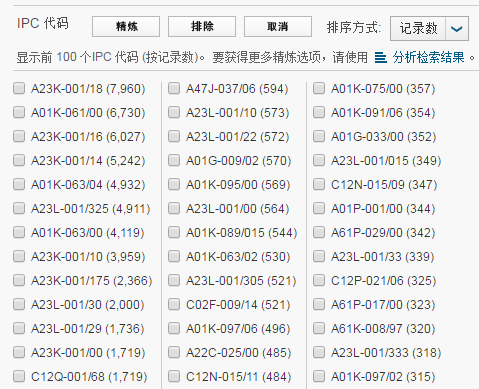 IPC 代码 精炼 排除 取消 排序方式: 记录数
显示前 100 个IPC 代码 (按记录数)。要获得更多精炼选项，请使用 分析检索结果 。
A23K-001/18 (7,960) A47J-037/06 (594) A01K-075/00 (357)
A01K-061/00 (6,730) A23L-001/10 (573) A01K-091/06 (354)
A23K-001/16 (6,027) A23L-001/22 (572) A01G-033/00 (352)
A23K-001/14 (5,242) A01G-009/02 (570) A23L-001/015 (349)
A01K-063/04 (4,932) A01K-095/00 (569) C12N-015/09 (347)
A23L-001/325 (4,911) A23L-001/00 (564) A01P-001/00 (344)
A01K-063/00 (4,119) A01K-089/015 (544) A61P-029/00 (342)
A23K-001/10 (3,959) A01K-063/02 (530) A23L-001/33 (339)
A23K-001/175 (2,366) A23L-001/305 (521) C12P-021/06 (325)
A23L-001/30 (2,000) C02F-009/14 (521) A61P-017/00 (323)
A23L-001/29 (1,736) A01K-097/06 (496) A61K-008/97 (320)
A23K-001/00 (1,719) A22C-025/00 (485) A23L-001/333 (318)
C12Q-001/68 (1,719) C12N-015/11 (484) A01K-097/02 (315)